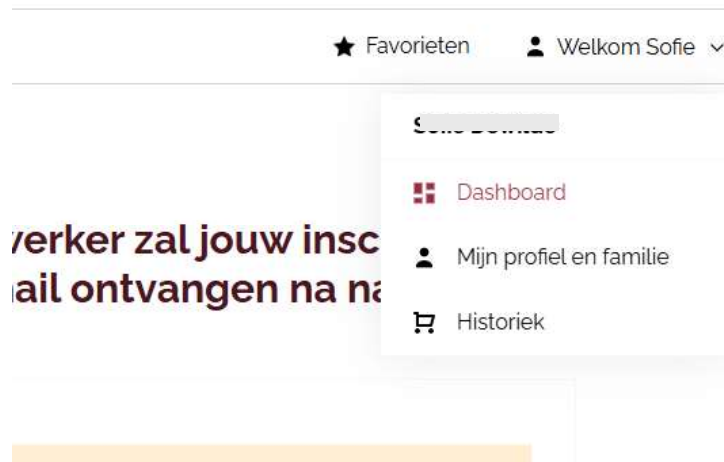 Favorieten
Welkom Sofie
Dashboard
verker zal jouw insc
Mijn profiel en familie
ail ontvangen na na
Historiek